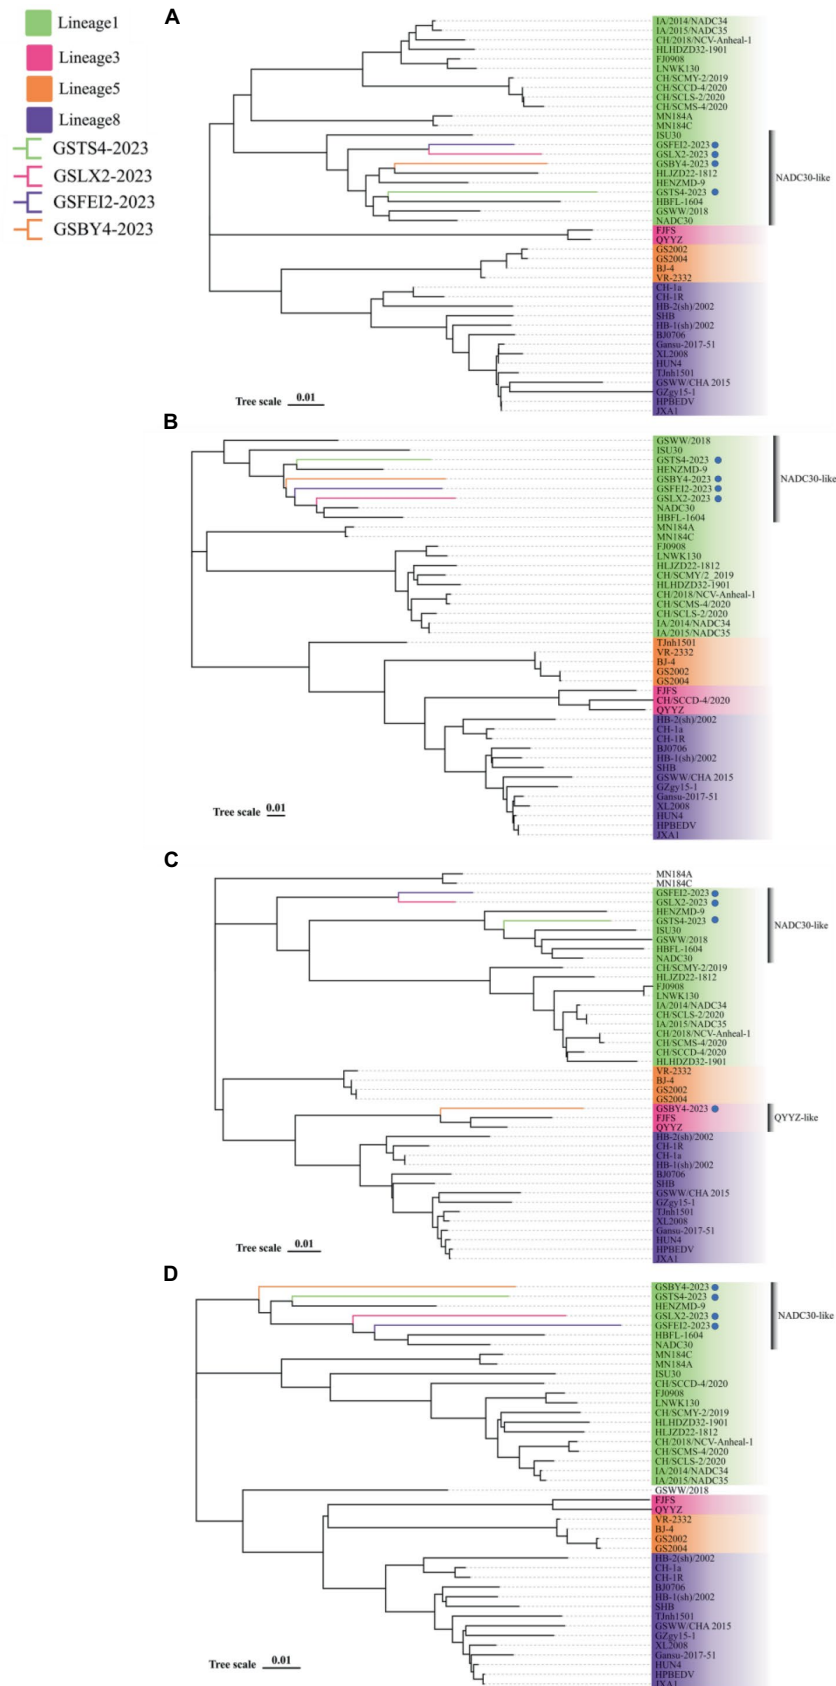 Lineage1
Lineage3
Lineage5
Lineage8
GSTS4-2023
GSLX2-2023
GSFEI2-2023
GSBY4-2023
A
IA/2014/NADC34
IA/2015/NADC35
CH/2018/NCV-Anheal-1
HLHDZD32-1901
FJ0908
LNWK130
CH/SCMY-2/2019
CH/SCCD-4/2020
CH/SCLS-2/2020
CH/SCMS-4/2020
MN184A
MN184C
ISU30
GSFEI2-2023
GSLX2-2023
GSBY4-2023
HLJZD22-1812
HENZMD-9
GSTS4-2023
HBFL-1604
GSWW/2018
NADC30
NADC30-like
FJFS
QYYZ
GS2002
GS2004
BJ-4
VR-2332
CH-1a
CH-1R
HB-2(sh)/2002
SHB
HB-1(sh)/2002
BJ0706
Gansu-2017-51
XL2008
HUN4
TJnh1501
GSWW/CHA 2015
GZgy15-1
HPBEDV
JXA1
Tree scale 0.01
B
GSWW/2018
ISU30
GSTS4-2023
HENZMD-9
GSBY4-2023
GSFEI2-2023
GSLX2-2023
NADC30
HBFL-1604
NADC30-like
MN184A
MN184C
FJ0908
LNWK130
HLJZD22-1812
CH/SCMY/2_2019
HLHDZD32-1901
CH/2018/NCV-Anheal-1
CH/SCMS-4/2020
CH/SCLS-2/2020
IA/2014/NADC34
IA/2015/NADC35
TJnh1501
VR-2332
BJ-4
GS2002
GS2004
FJFS
CH/SCCD-4/2020
QYYZ
HB-2(sh)/2002
CH-1a
CH-1R
BJ0706
HB-1(sh)/2002
SHB
GSWW/CHA 2015
GZgy15-1
Gansu-2017-51
XL2008
HUN4
HPBEDV
JXA1
Tree scale 0.01
C
MN184A
MN184C
GSFEI2-2023
GSLX2-2023
HENZMD-9
GSTS4-2023
ISU30
GSWW/2018
HBFL-1604
NADC30
NADC30-like
CH/SCMY-2/2019
HLJZD22-1812
FJ0908
LNWK130
IA/2014/NADC34
CH/SCLS-2/2020
IA/2015/NADC35
CH/2018/NCV-Anheal-1
CH/SCMS-4/2020
CH/SCCD-4/2020
HLHDZD32-1901
VR-2332
BJ-4
GS2002
GS2004
GSBY4-2023
FJFS
QYYZ
QYYZ-like
HB-2(sh)/2002
CH-1R
CH-1a
HB-1(sh)/2002
BJ0706
SHB
GSWW/CHA 2015
GZgy15-1
TJnh1501
XL2008
Gansu-2017-51
HUN4
HPBEDV
JXA1
Tree scale 0.01
D
GSBY4-2023
GSTS4-2023
HENZMD-9
GSLX2-2023
GSFEI2-2023
HBFL-1604
NADC30
NADC30-like
MN184C
MN184A
ISU30
CH/SCCD-4/2020
FJ0908
LNWK130
CH/SCMY-2/2019
HLHDZD32-1901
HLJZD22-1812
CH/2018/NCV-Anheal-1
CH/SCMS-4/2020
CH/SCLS-2/2020
IA/2014/NADC34
IA/2015/NADC35
GSWW/2018
FJFS
QYYZ
VR-2332
BJ-4
GS2002
GS2004
HB-2(sh)/2002
CH-1a
CH-1R
BJ0706
HB-1(sh)/2002
SHB
TJnh1501
GSWW/CHA 2015
GZgy15-1
XL2008
Gansu-2017-51
HUN4
HPBEDV
JXA1
Tree scale 0.01